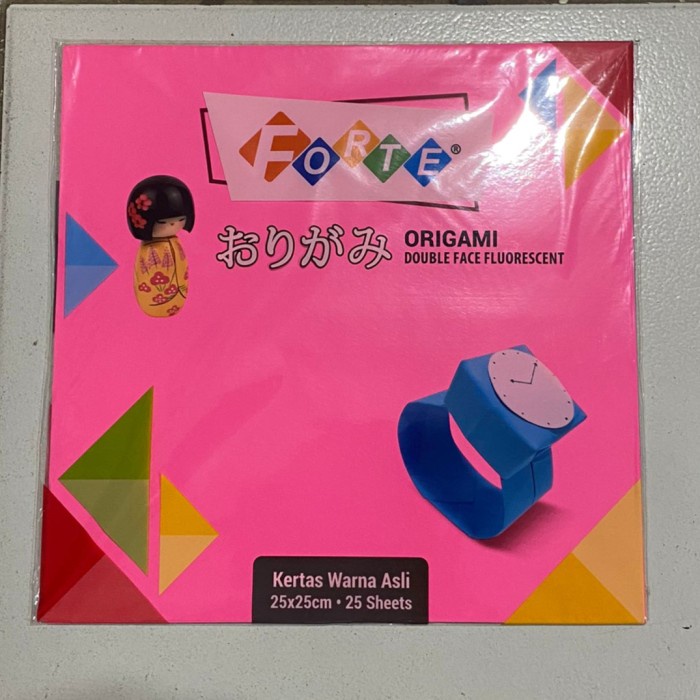 FORTE®
おりがみ
ORIGAMI
DOUBLE FACE FLUORESCENT
Kertas Warna Asli
25x25cm • 25 Sheets